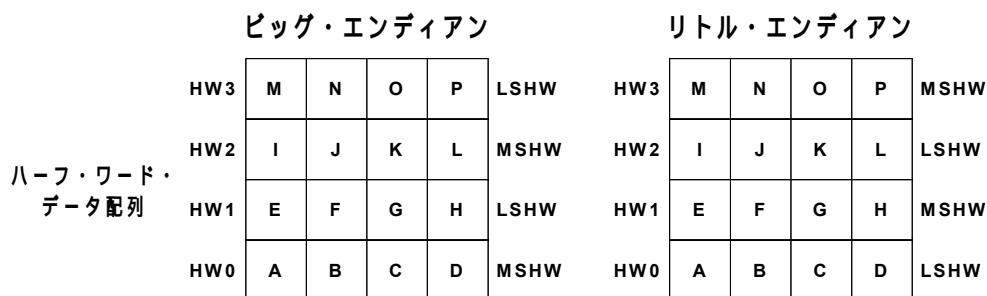 ビッグ・エンディアン リトル・エンディアン
HW3 M N O P LSHW HW3 M N O P MSHW
HW2 I J K L MSHW HW2 I J K L LSHW
ハーフ・ワード・
データ配列
HW1 E F G H LSHW HW1 E F G H MSHW
HW0 A B C D MSHW HW0 A B C D LSHW